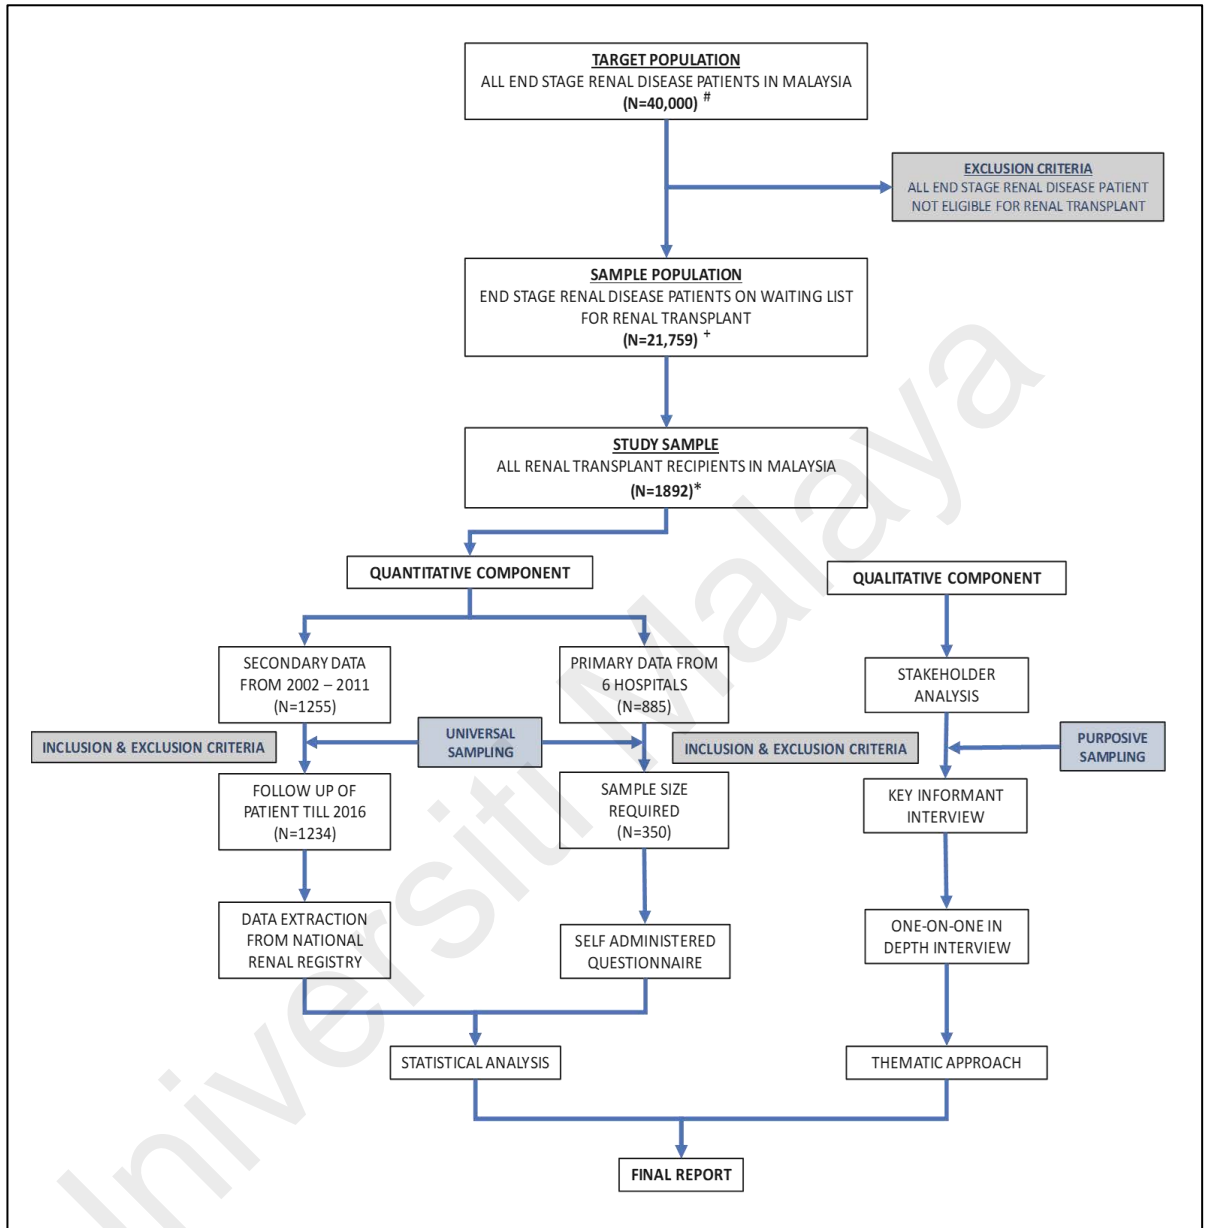 TARGET POPULATION
ALL END STAGE RENAL DISEASE PATIENTS IN MALAYSIA
(N=40,000) #
EXCLUSION CRITERIA
ALL END STAGE RENAL DISEASE PATIENT
NOT ELIGIBLE FOR RENAL TRANSPLANT
SAMPLE POPULATION
END STAGE RENAL DISEASE PATIENTS ON WAITING LIST
FOR RENAL TRANSPLANT
(N=21,759) +
STUDY SAMPLE
ALL RENAL TRANSPLANT RECIPIENTS IN MALAYSIA
(N=1892)*
QUANTITATIVE COMPONENT
QUALITATIVE COMPONENT
SECONDARY DATA
FROM 2002 – 2011
(N=1255)
PRIMARY DATA FROM
6 HOSPITALS
(N=885)
STAKEHOLDER
ANALYSIS
INCLUSION & EXCLUSION CRITERIA
UNIVERSAL
SAMPLING
INCLUSION & EXCLUSION CRITERIA
PURPOSIVE
SAMPLING
FOLLOW UP OF
PATIENT TILL 2016
(N=1234)
SAMPLE SIZE
REQUIRED
(N=350)
KEY INFORMANT
INTERVIEW
DATA EXTRACTION
FROM NATIONAL
RENAL REGISTRY
SELF ADMINISTERED
QUESTIONNAIRE
ONE-ON-ONE IN
DEPTH INTERVIEW
STATISTICAL ANALYSIS
THEMATIC APPROACH
FINAL REPORT
Universiti Malaya